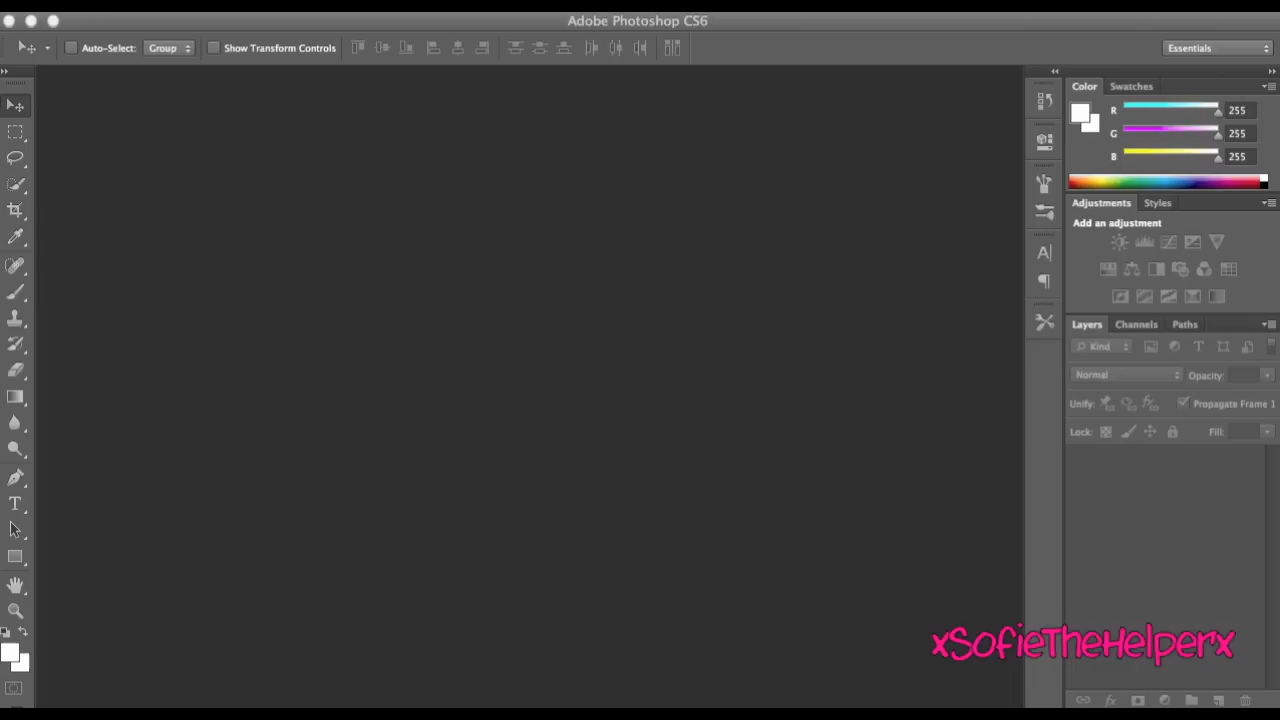 Adobe Photoshop CS6
Auto-Select: Group Show Transform Controls Essentials
Color Swatches
R 255
G 255
B 255
Adjustments Styles
Add an adjustment
Layers Channels Paths
Kind
Normal Opacity:
Unify: Propagate Frame 1
Lock: Fill:
xSofieTheHelperx